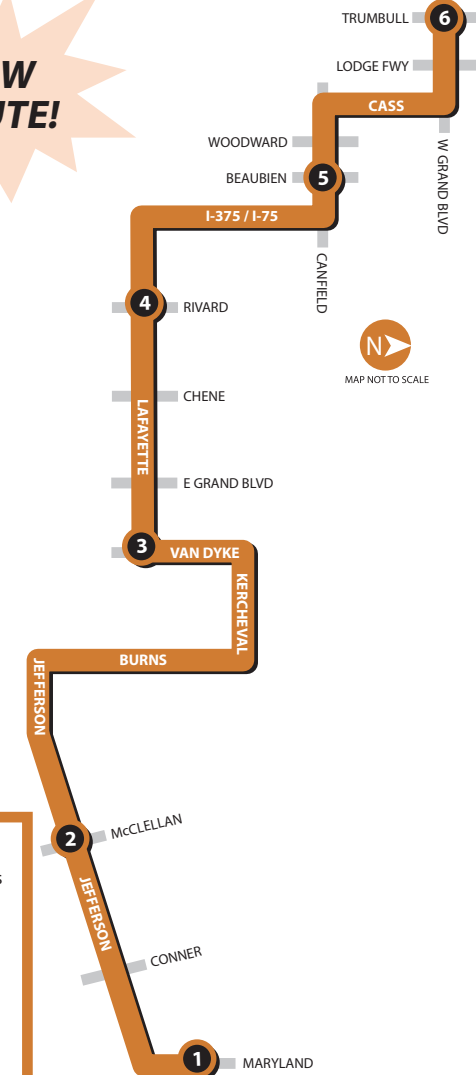 TRUMBULL
6
LODGE FWY
CASS
WOODWARD
BEAUBIEN
5
W GRAND BLVD
I-375 / I-75
CANFIELD
4
RIVARD
N
MAP NOT TO SCALE
CHENE
LAFAYETTE
E GRAND BLVD
3
VAN DYKE
KERCHEVAL
BURNS
JEFFERSON
2
McCLELLAN
JEFFERSON
CONNER
1
MARYLAND